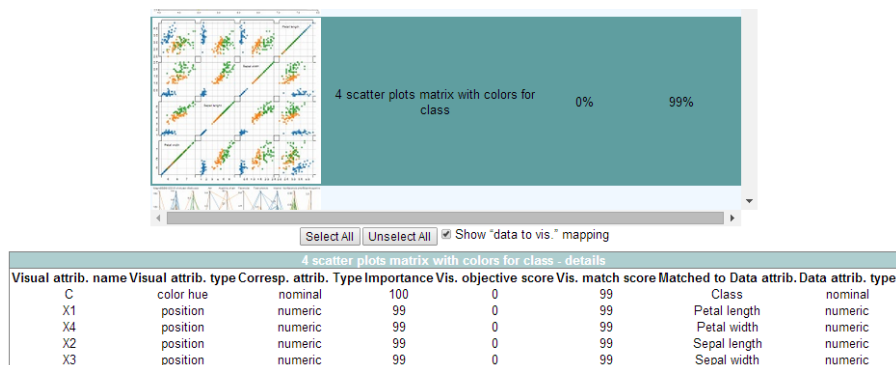 4 scatter plots matrix with colors for
class
0%
99%
Select All
Unselect All
Show "data to vis." mapping
4 scatter plots matrix with colors for class - details
Visual attrib. name Visual attrib. type Corresp. attrib. Type Importance Vis. objective score Vis. match score Matched to Data attrib. Data attrib. type
C color hue nominal 100 0 99 Class nominal
X1 position numeric 99 0 99 Petal length numeric
X4 position numeric 99 0 99 Petal width numeric
X2 position numeric 99 0 99 Sepal length numeric
X3 position numeric 99 0 99 Sepal width numeric